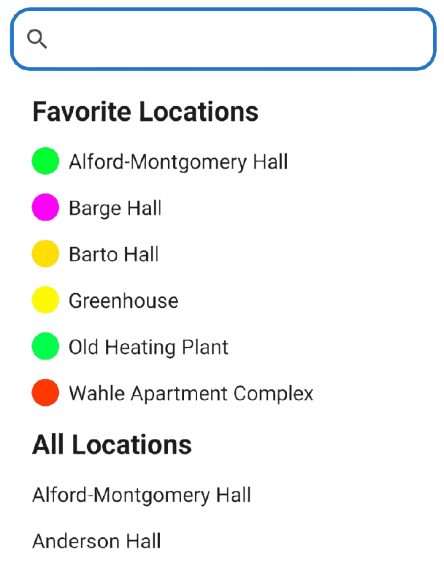 Favorite Locations
Alford-Montgomery Hall
Barge Hall
Barto Hall
Greenhouse
Old Heating Plant
Wahle Apartment Complex
All Locations
Alford-Montgomery Hall
Anderson Hall